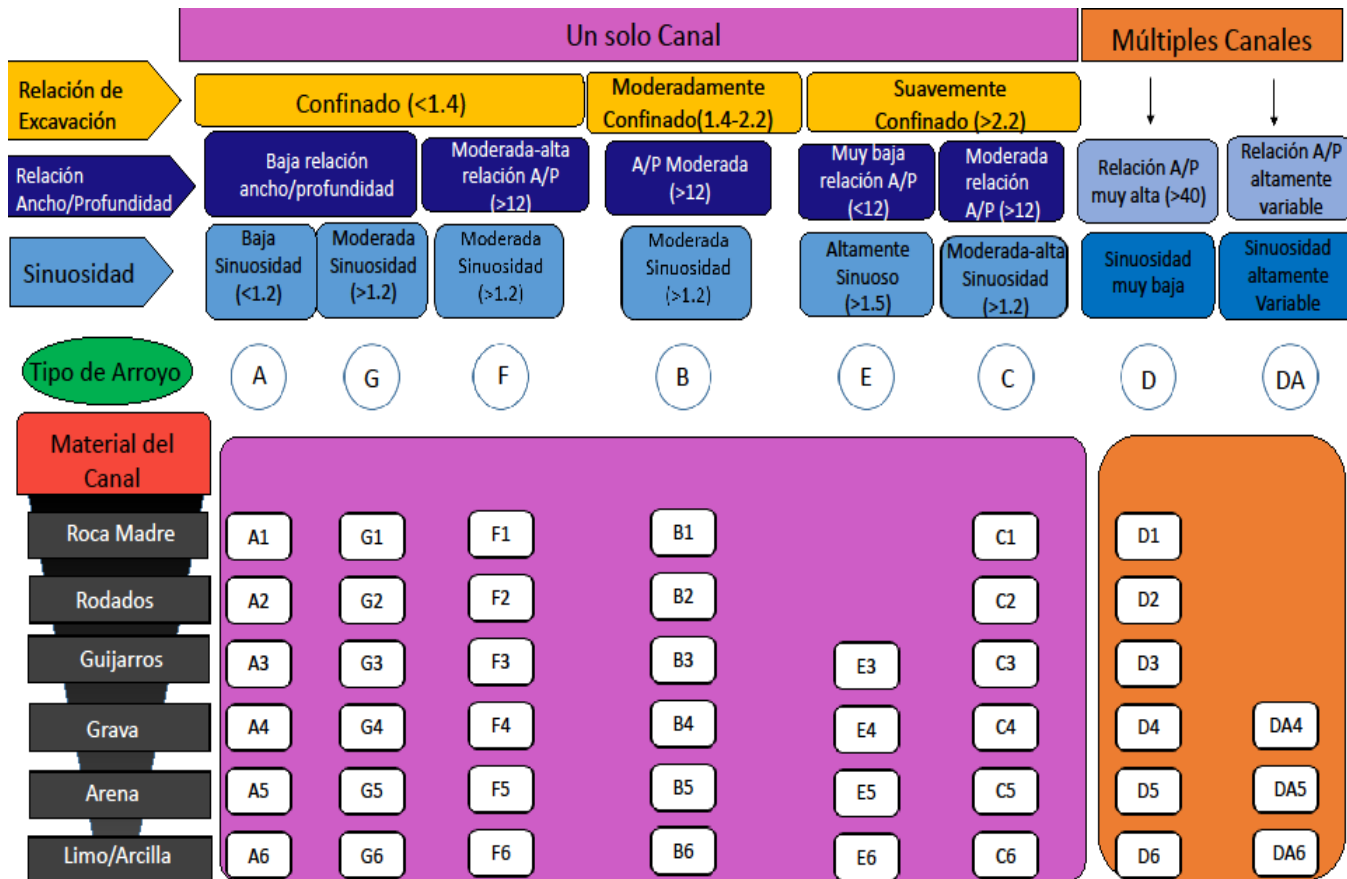 Un solo Canal
Múltiples Canales
Relación de
Excavación
Confinado (<1.4)
Moderadamente
Confinado(1.4-2.2)
Suavemente
Confinado (>2.2)
Relación
Ancho/Profundidad
Baja relación
ancho/profundidad
Moderada-alta
relación A/P
(>12)
A/P Moderada
(>12)
Muy baja
relación A/P
(<12)
Moderada
relación
A/P (>12)
Relación A/P
muy alta (>40)
Relación A/P
altamente
variable
Sinuosidad
Baja
Sinuosidad
(<1.2)
Moderada
Sinuosidad
(>1.2)
Moderada
Sinuosidad
(>1.2)
Moderada
Sinuosidad
(>1.2)
Altamente
Sinuoso
(>1.5)
Moderada-alta
Sinuosidad
(>1.2)
Sinuosidad
muy baja
Sinuosidad
altamente
Variable
Tipo de Arroyo
A G F B E C D DA
Material del
Canal
Roca Madre A1 G1 F1 B1 C1 D1
Rodados A2 G2 F2 B2 C2 D2
Guijarros A3 G3 F3 B3 E3 C3 D3
Grava A4 G4 F4 B4 E4 C4 D4 DA4
Arena A5 G5 F5 B5 E5 C5 D5 DA5
Limo/Arcilla A6 G6 F6 B6 E6 C6 D6 DA6